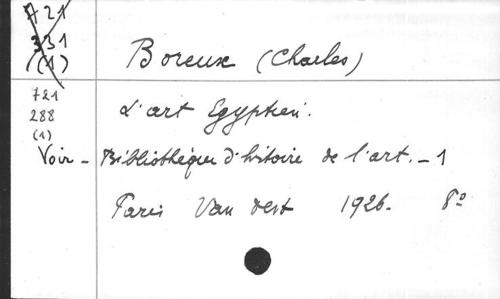 721
331
(1)
Boreux (Charles)
721
288
(1)
L'art Egyptien.
Voir - Bibliothèque d'histoire de l'art. - 1
Paris Van Oest 1926. 8º